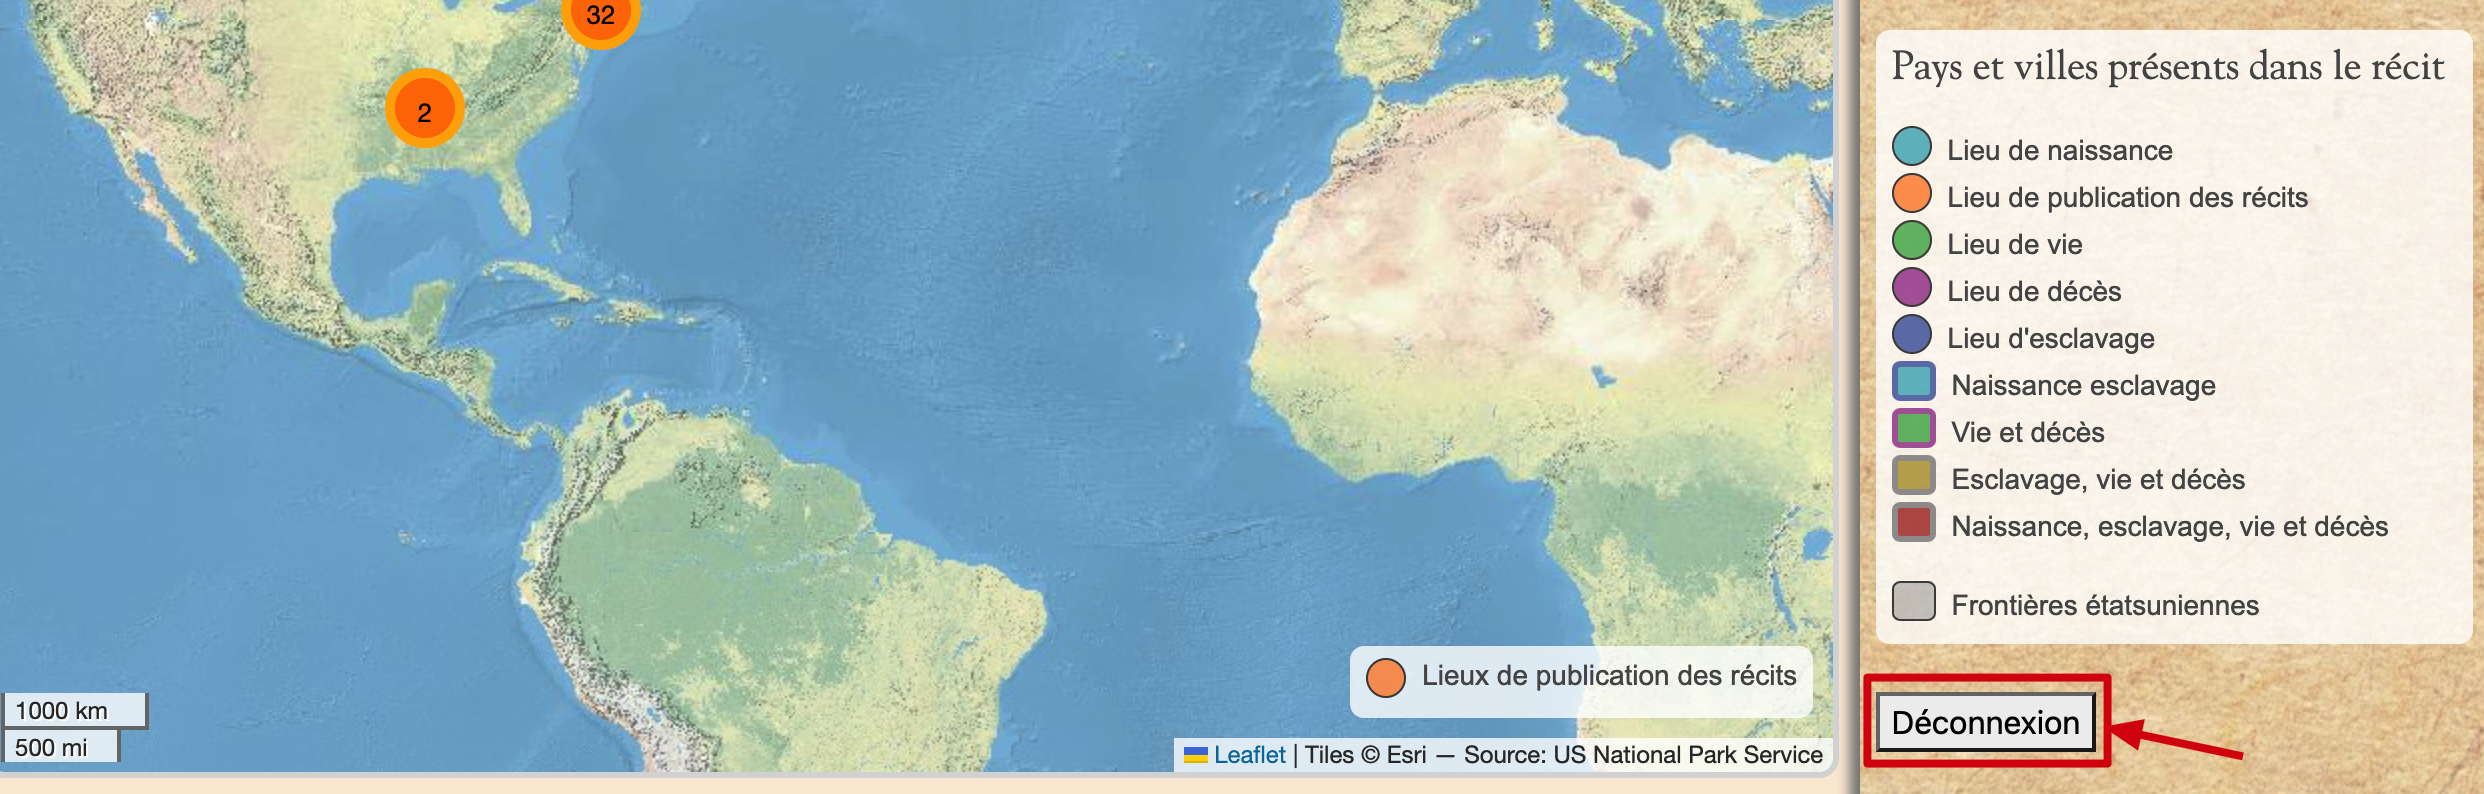 32
2
1000 km
500 mi
Lieux de publication des récits
Leaflet | Tiles © Esri — Source: US National Park Service
Pays et villes présents dans le récit
Lieu de naissance
Lieu de publication des récits
Lieu de vie
Lieu de décès
Lieu d'esclavage
Naissance esclavage
Vie et décès
Esclavage, vie et décès
Naissance, esclavage, vie et décès
Frontières étatsuniennes
Déconnexion